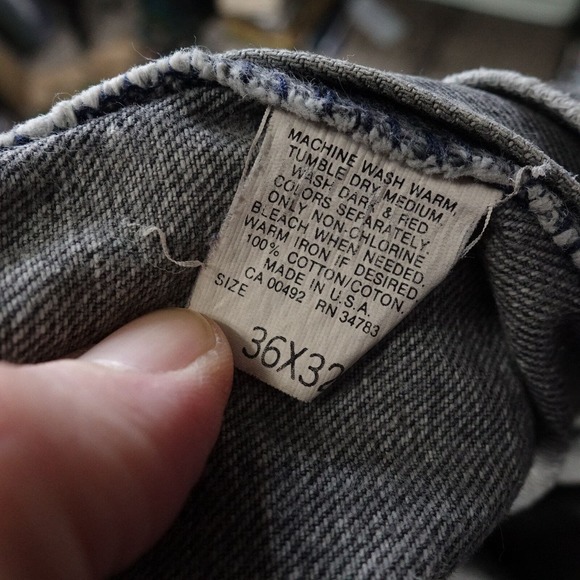 MACHINE WASH WARM,
TUMBLE DRY MEDIUM.
WASH DARK & RED
COLORS SEPARATELY.
ONLY NON-CHLORINE
BLEACH WHEN NEEDED.
WARM IRON IF DESIRED.
100% COTTON/COTON.
MADE IN U.S.A.
CA 00492 RN 34783
SIZE
36X32